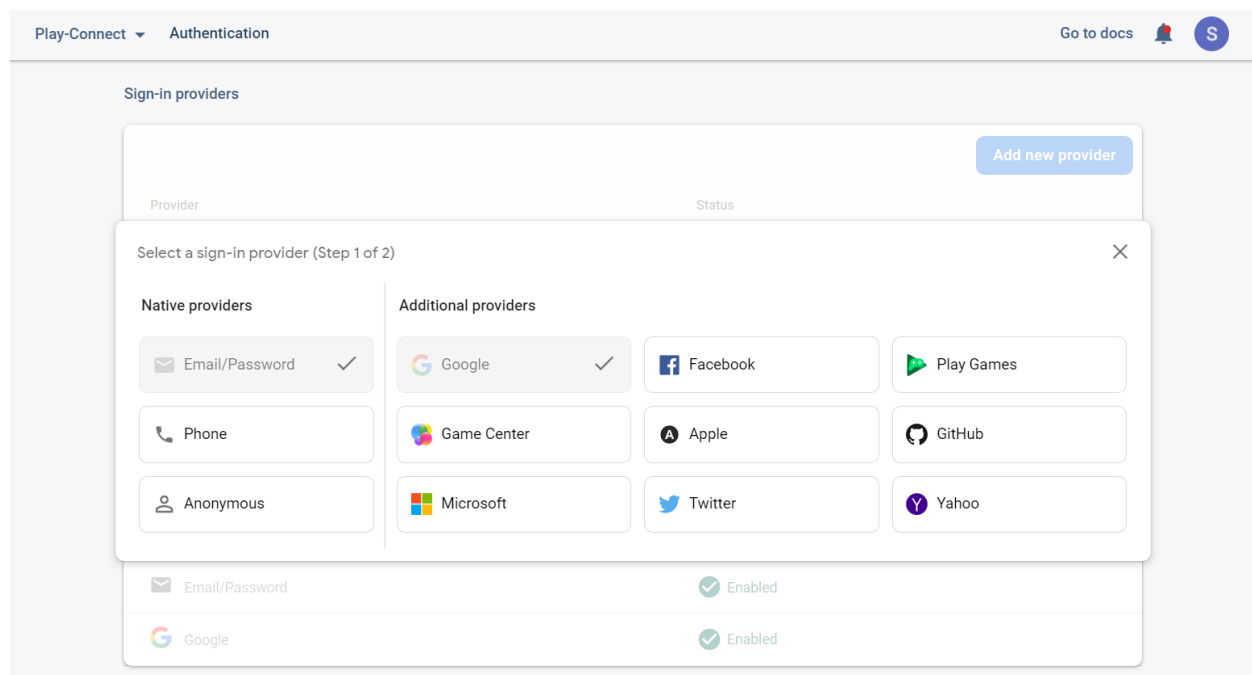 Play-Connect
Authentication
Go to docs
S
Sign-in providers
Add new provider
Provider
Status
Select a sign-in provider (Step 1 of 2)
Native providers
Additional providers
Email/Password
Google
Facebook
Play Games
Phone
Game Center
Apple
GitHub
Anonymous
Microsoft
Twitter
Yahoo
Email/Password
Enabled
Google
Enabled